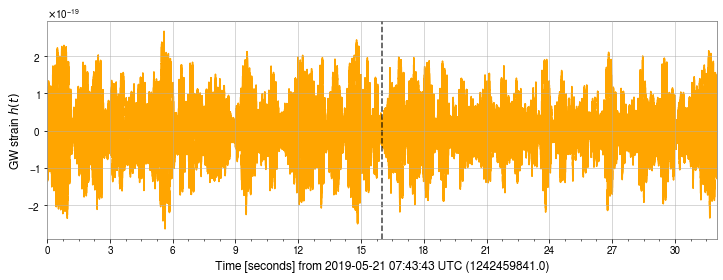 ×10⁻¹⁹
2
1
0
−1
−2
GW strain h(t)
0 3 6 9 12 15 18 21 24 27 30
Time [seconds] from 2019-05-21 07:43:43 UTC (1242459841.0)